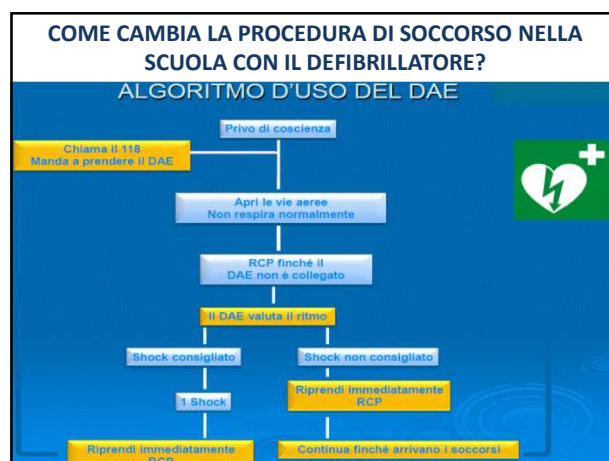 COME CAMBIA LA PROCEDURA DI SOCCORSO NELLA
SCUOLA CON IL DEFIBRILLATORE?
ALGORITMO D'USO DEL DAE
Privo di coscienza
Chiama il 118
Manda a prendere il DAE
Apri le vie aeree
Non respira normalmente
RCP finché il
DAE non é collegato
Il DAE valuta il ritmo
Shock consigliato
Shock non consigliato
1 Shock
Riprendi immediatamente
RCP
Riprendi immediatamente
RCP
Continua finché arrivano i soccorsi